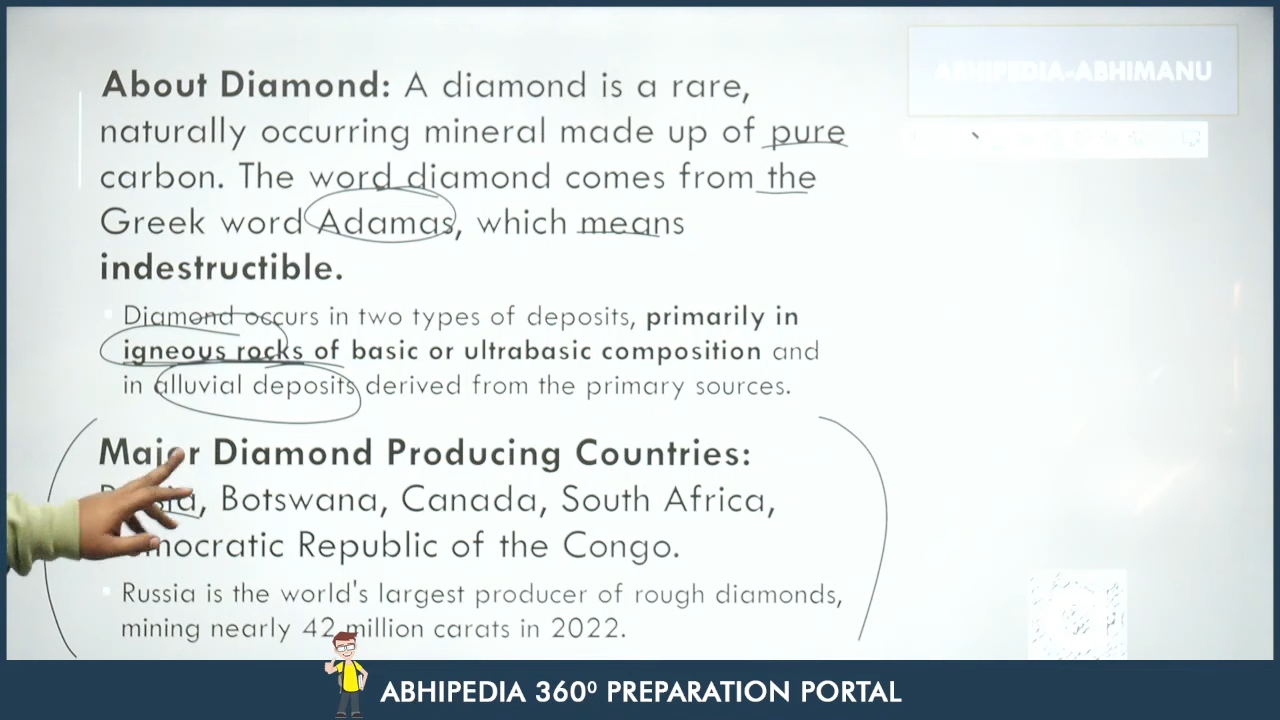 ABHIPEDIA-ABHIMANU
About Diamond: A diamond is a rare,
naturally occurring mineral made up of pure
carbon. The word diamond comes from the
Greek word Adamas, which means
indestructible.
Diamond occurs in two types of deposits, primarily in
igneous rocks of basic or ultrabasic composition and
in alluvial deposits derived from the primary sources.
Major Diamond Producing Countries:
Botswana, Canada, South Africa,
Republic of the Congo.
Russia is the world's largest producer of rough diamonds,
mining nearly 42 million carats in 2022.
ABHIPEDIA 360⁰ PREPARATION PORTAL